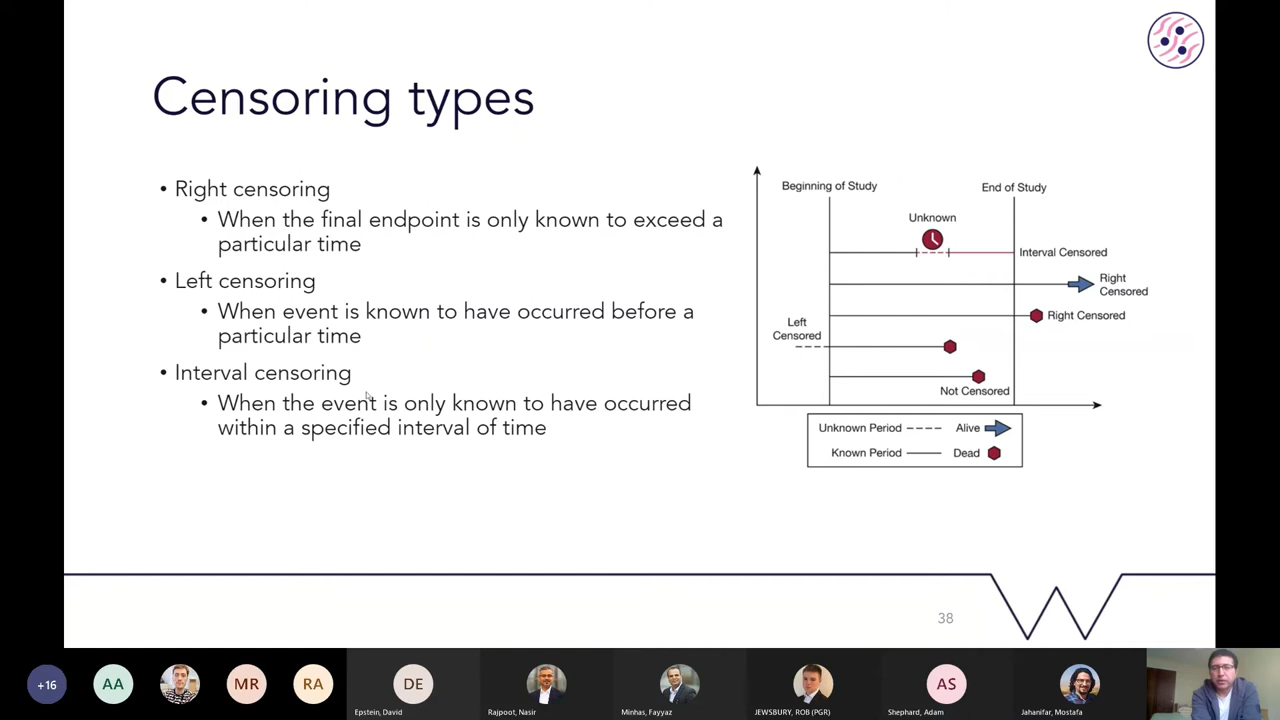 Censoring types
• Right censoring
• When the final endpoint is only known to exceed a
particular time
• Left censoring
• When event is known to have occurred before a
particular time
• Interval censoring
• When the event is only known to have occurred
within a specified interval of time
Beginning of Study
End of Study
Unknown
Interval Censored
Right
Censored
Right Censored
Left
Censored
Not Censored
Unknown Period
Alive
Known Period
Dead
38
+16
AA
MR
RA
DE
AS
Epstein, David
Rajpoot, Nasir
Minhas, Fayyaz
JEWSBURY, ROB (PGR)
Shephard, Adam
Jahanifar, Mostafa